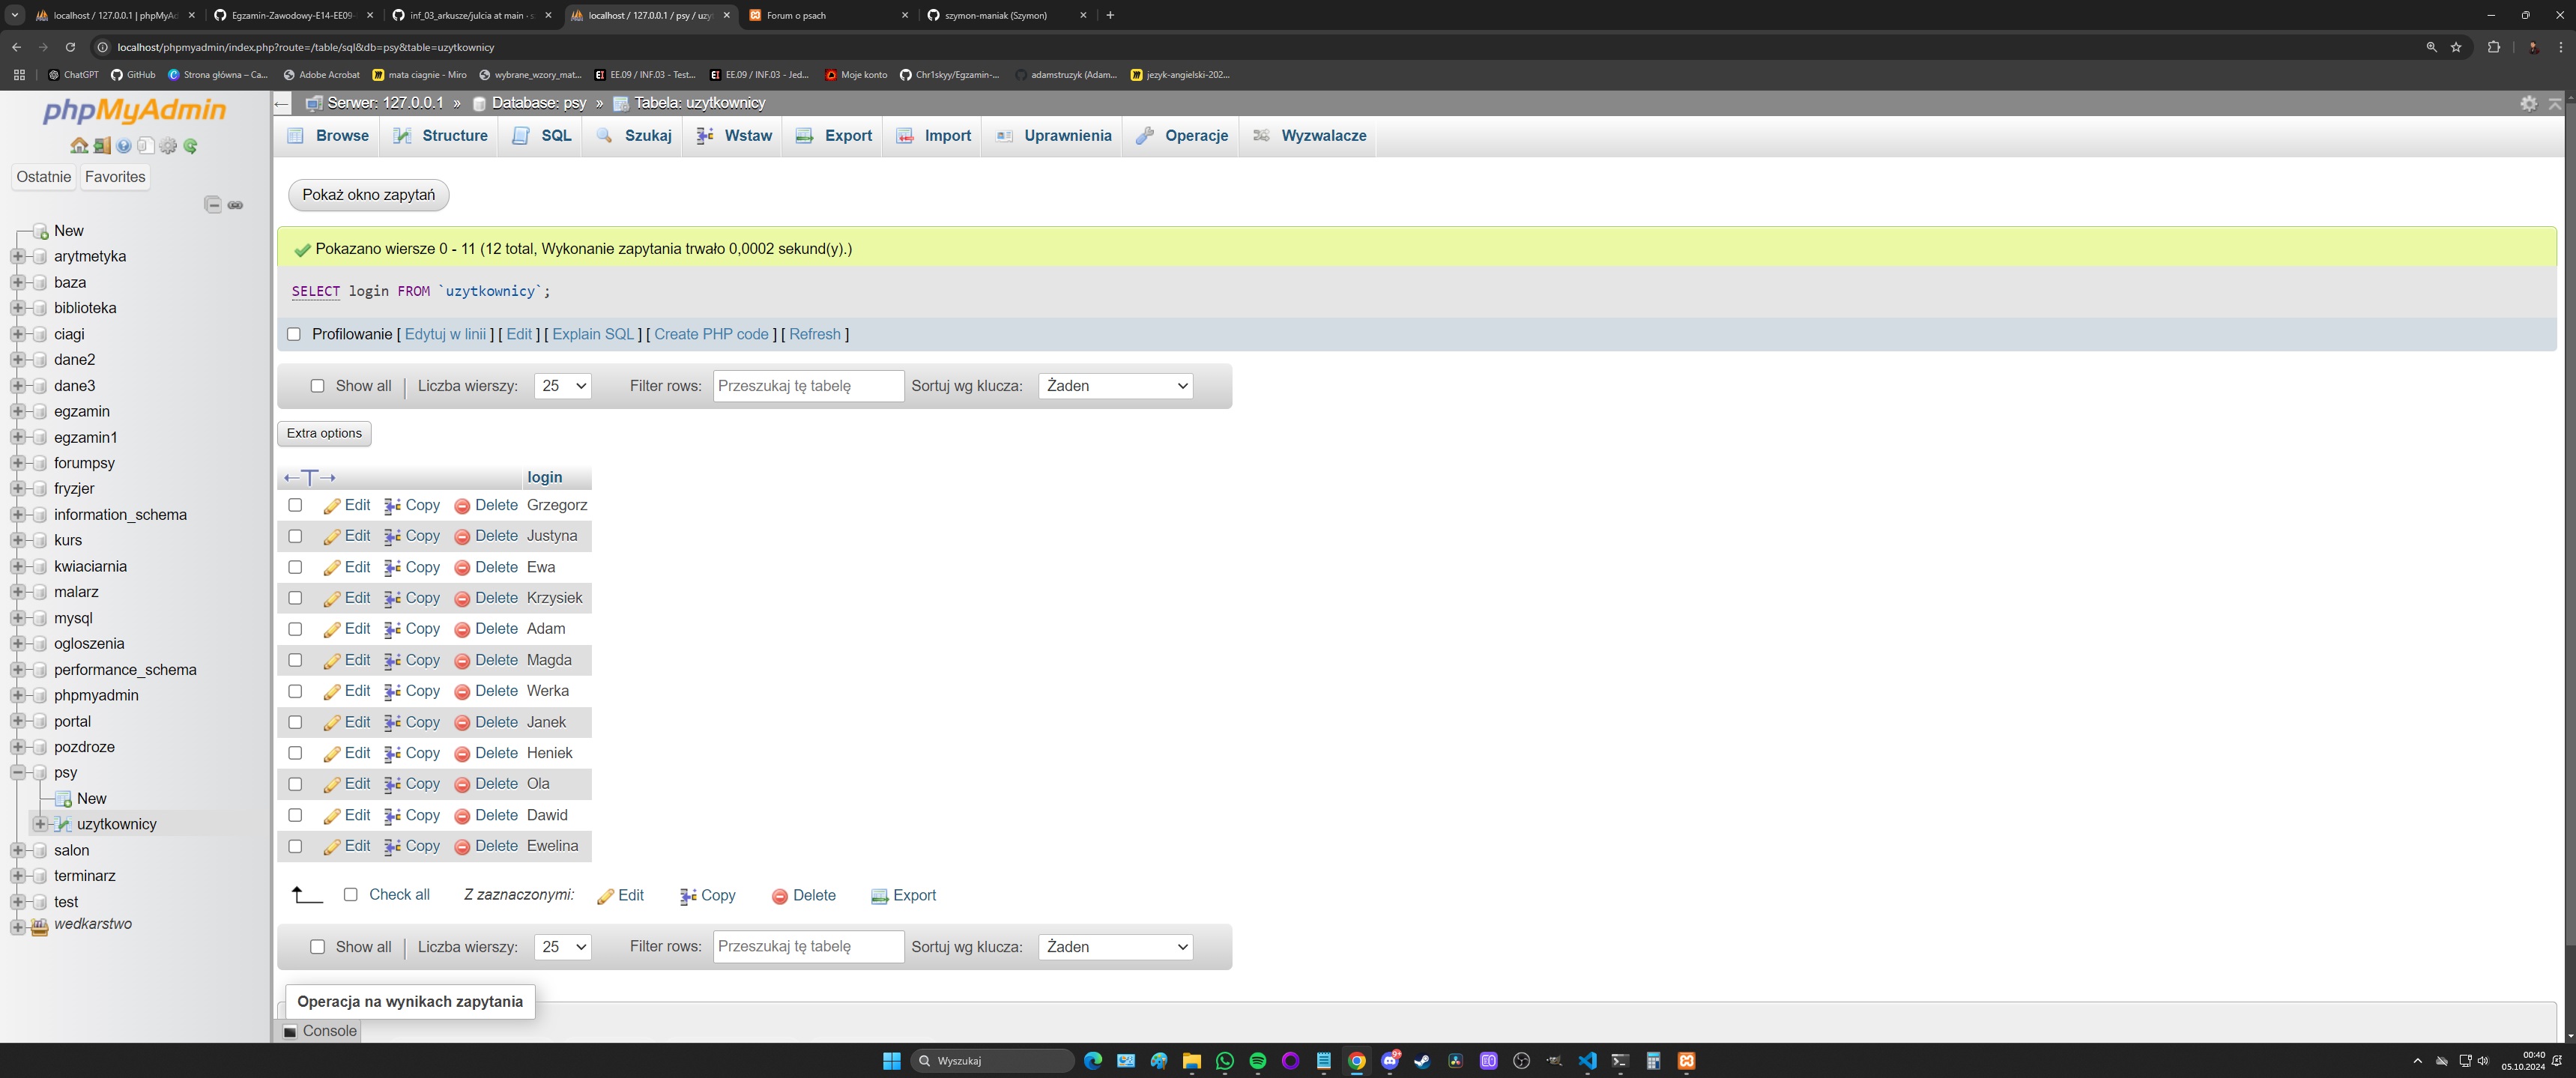 localhost / 127.0.0.1 | phpMyAd
Egzamin-Zawodowy-E14-EE09-
inf_03_arkusze/julcia at main · s
localhost / 127.0.0.1 / psy / uzy
Forum o psach
szymon-maniak (Szymon)
localhost/phpmyadmin/index.php?route=/table/sql&db=psy&table=uzytkownicy
ChatGPT
GitHub
Strona główna – Ca...
Adobe Acrobat
mata ciagnie - Miro
wybrane_wzory_mat...
EE.09 / INF.03 - Test...
EE.09 / INF.03 - Jed...
Moje konto
Chr1skyy/Egzamin-...
adamstruzyk (Adam...
jezyk-angielski-202...
phpMyAdmin
Ostatnie Favorites
New
arytmetyka
baza
biblioteka
ciagi
dane2
dane3
egzamin
egzamin1
forumpsy
fryzjer
information_schema
kurs
kwiaciarnia
malarz
mysql
ogloszenia
performance_schema
phpmyadmin
portal
pozdroze
psy
New
uzytkownicy
salon
terminarz
test
wedkarstwo
Serwer: 127.0.0.1 » Database: psy » Tabela: uzytkownicy
Browse Structure SQL Szukaj Wstaw Export Import Uprawnienia Operacje Wyzwalacze
Pokaż okno zapytań
Pokazano wiersze 0 - 11 (12 total, Wykonanie zapytania trwało 0,0002 sekund(y).)
SELECT login FROM `uzytkownicy`;
Profilowanie [ Edytuj w linii ] [ Edit ] [ Explain SQL ] [ Create PHP code ] [ Refresh ]
Show all | Liczba wierszy: 25 Filter rows: Przeszukaj tę tabelę Sortuj wg klucza: Żaden
Extra options
←T→ login
Edit Copy Delete Grzegorz
Edit Copy Delete Justyna
Edit Copy Delete Ewa
Edit Copy Delete Krzysiek
Edit Copy Delete Adam
Edit Copy Delete Magda
Edit Copy Delete Werka
Edit Copy Delete Janek
Edit Copy Delete Heniek
Edit Copy Delete Ola
Edit Copy Delete Dawid
Edit Copy Delete Ewelina
Check all Z zaznaczonymi: Edit Copy Delete Export
Show all | Liczba wierszy: 25 Filter rows: Przeszukaj tę tabelę Sortuj wg klucza: Żaden
Operacja na wynikach zapytania
Console
Wyszukaj
00:40
05.10.2024